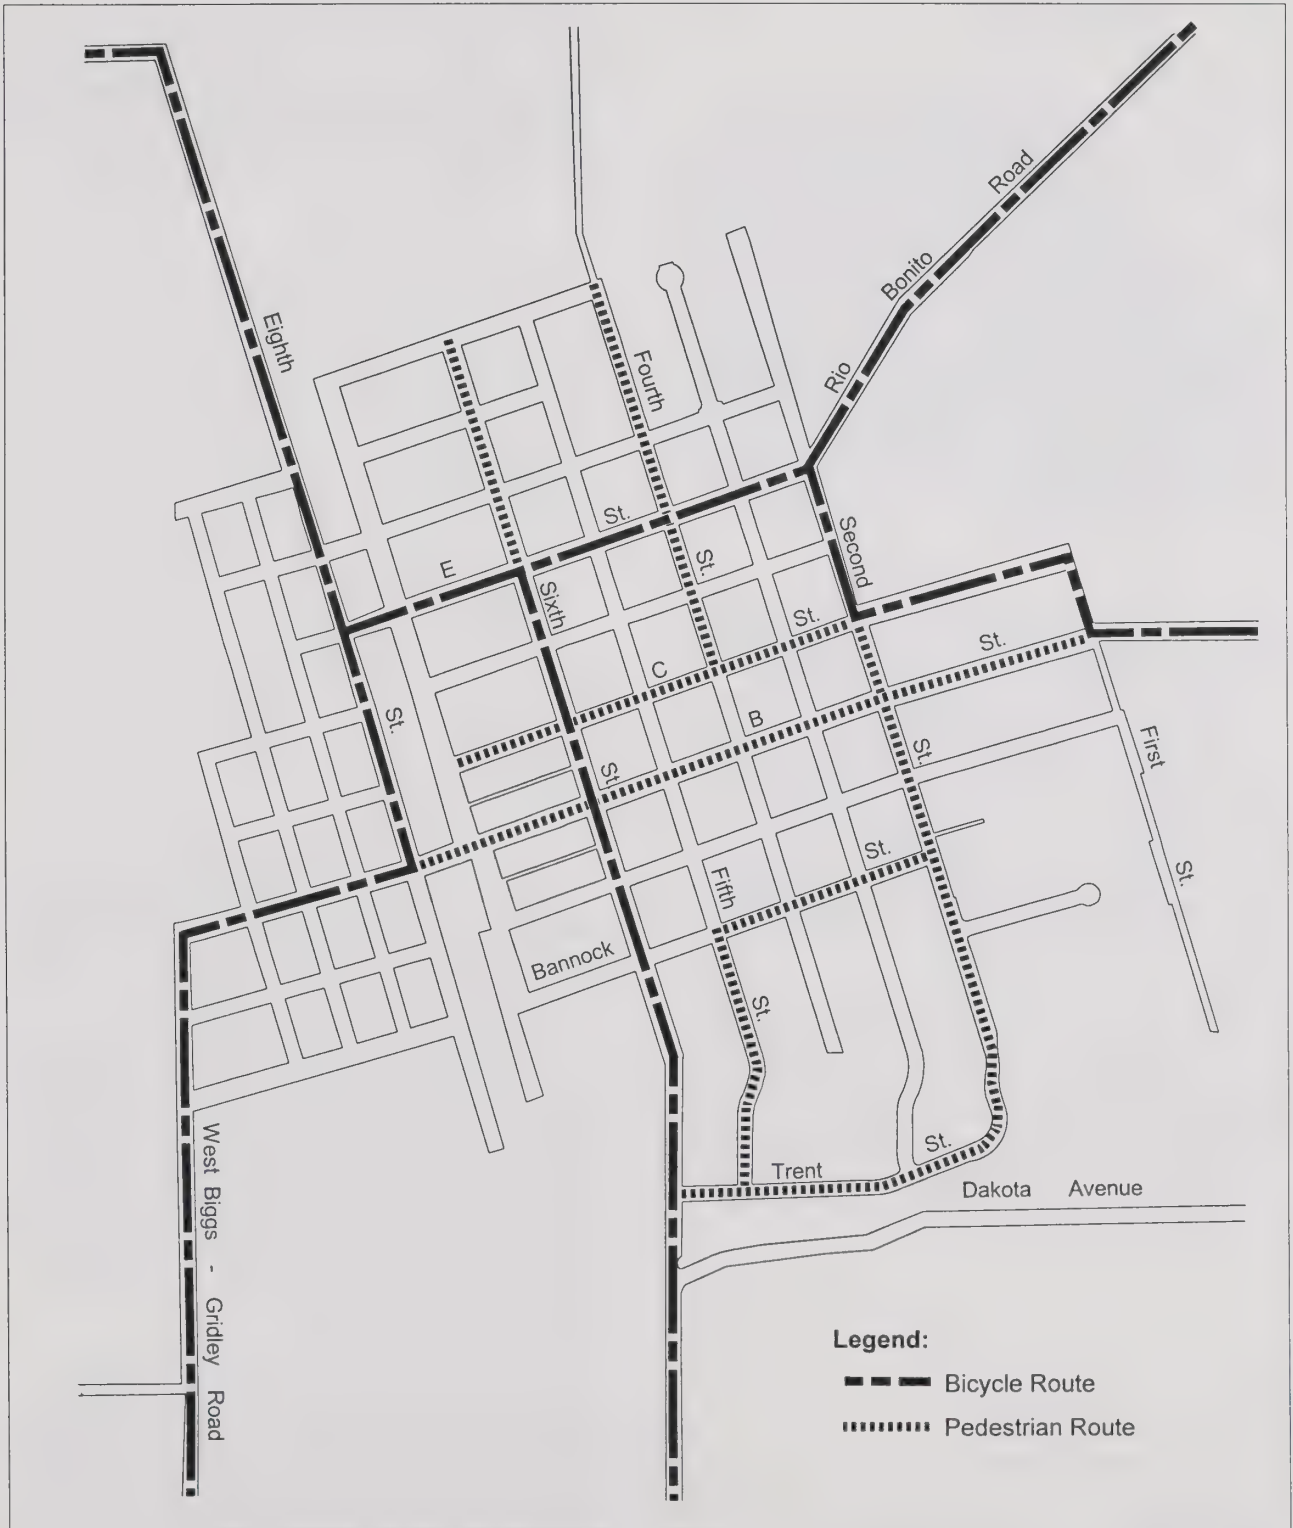 Road
Bonito
Rio
Eighth
Fourth
St.
Second
E
St.
Sixth
St.
St.
C
B
St.
St.
St.
First
St.
St.
Fifth
St.
Bannock
St.
St.
Trent
Dakota Avenue
West Biggs - Gridley Road
Legend:
Bicycle Route
Pedestrian Route